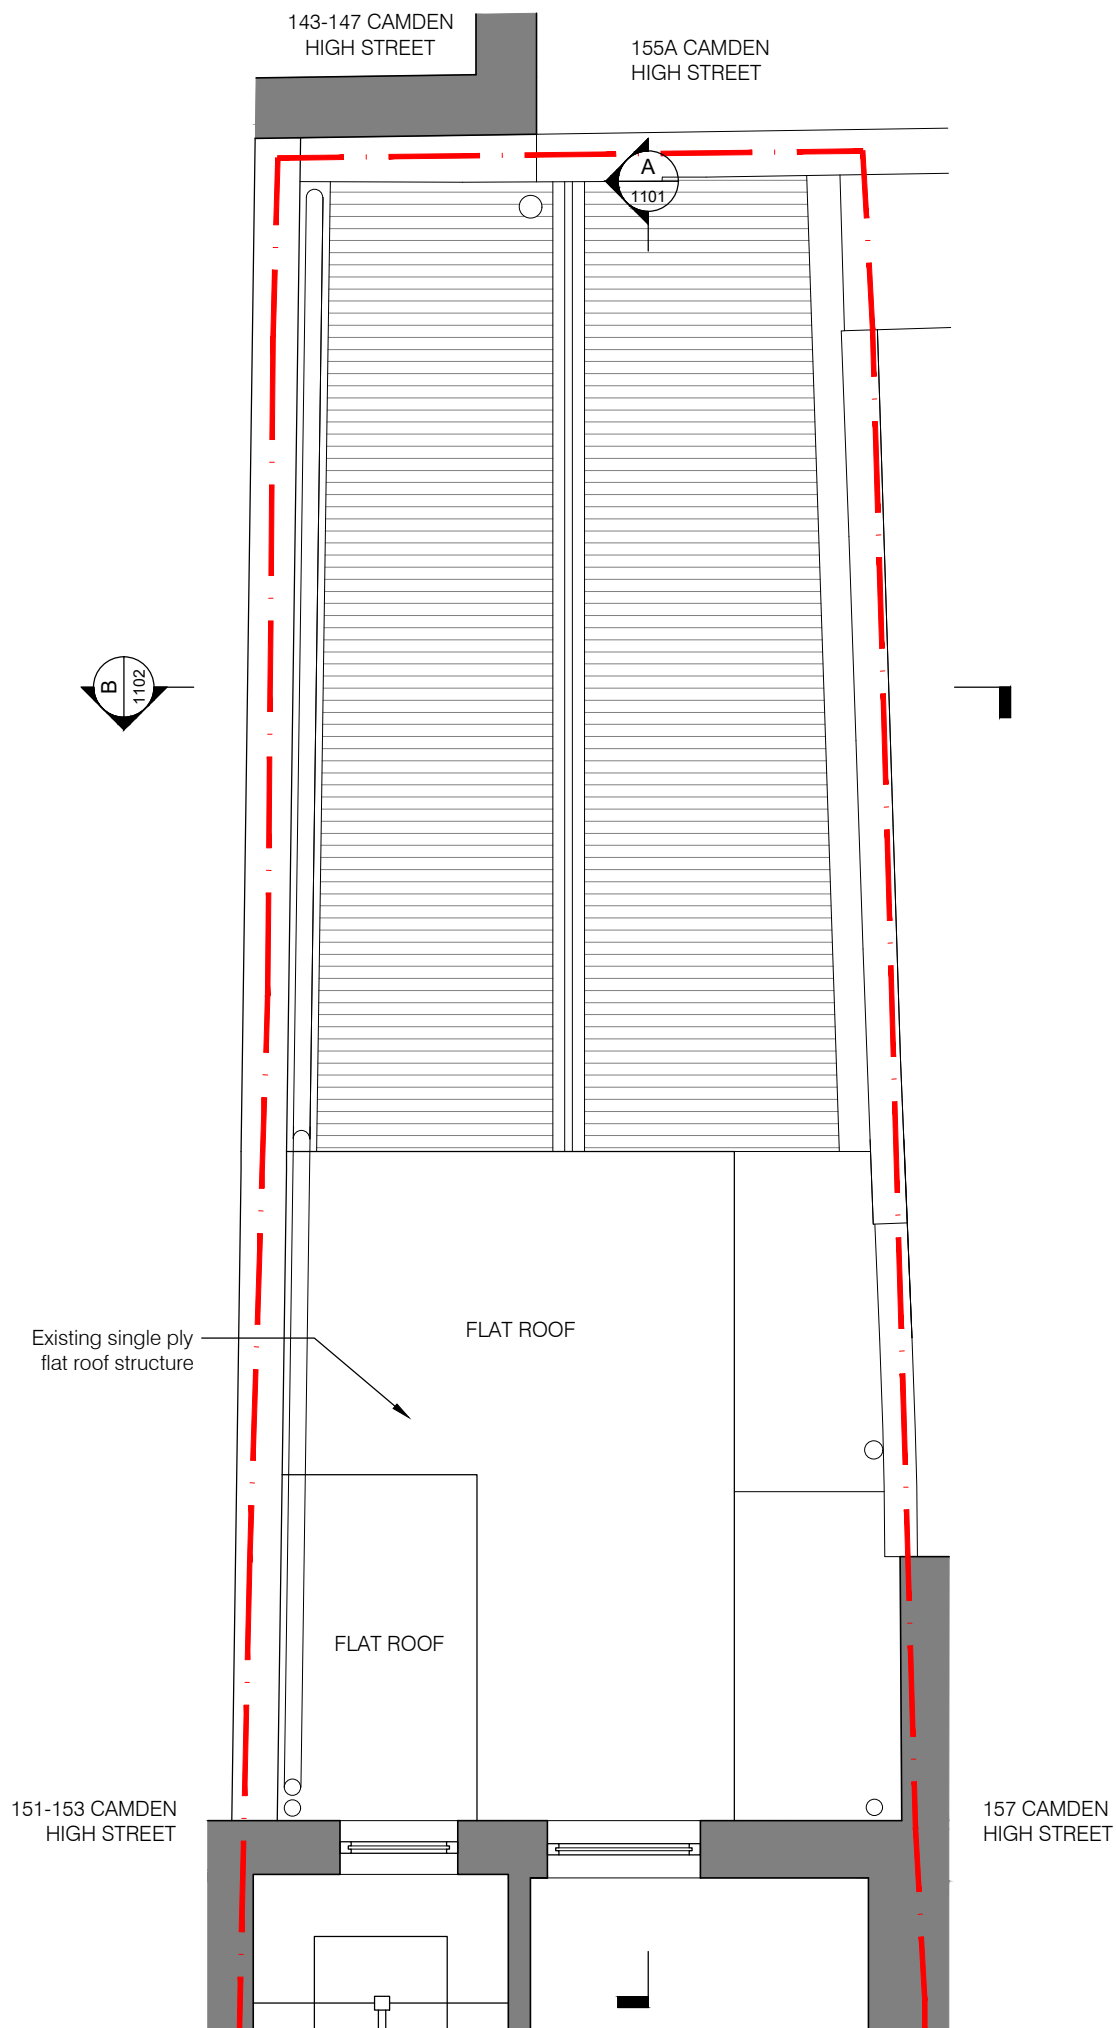 143-147 CAMDEN
HIGH STREET
155A CAMDEN
HIGH STREET
A
1101
B
1102
FLAT ROOF
Existing single ply
flat roof structure
FLAT ROOF
151-153 CAMDEN
HIGH STREET
157 CAMDEN
HIGH STREET